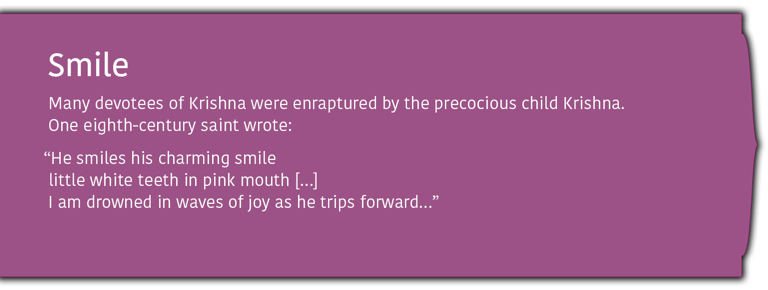 Smile
Many devotees of Krishna were enraptured by the precocious child Krishna.
One eighth-century saint wrote:
“He smiles his charming smile
little white teeth in pink mouth [...]
I am drowned in waves of joy as he trips forward...”